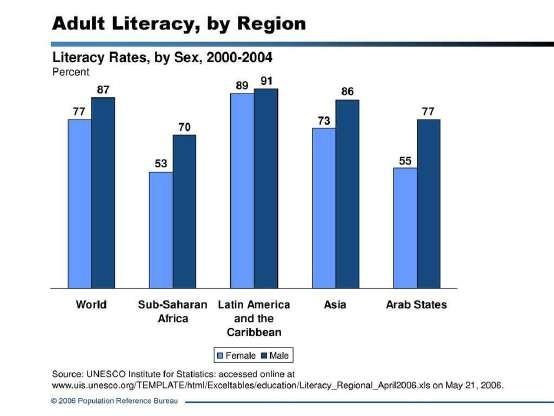 Adult Literacy, by Region
Literacy Rates, by Sex, 2000-2004
Percent
77
87
53
70
89
91
73
86
55
77
World
Sub-Saharan
Africa
Latin America
and the
Caribbean
Asia
Arab States
Female
Male
Source: UNESCO Institute for Statistics: accessed online at
www.uis.unesco.org/TEMPLATE/html/Exceltables/education/Literacy_Regional_April2006.xls on May 21, 2006.
© 2006 Population Reference Bureau